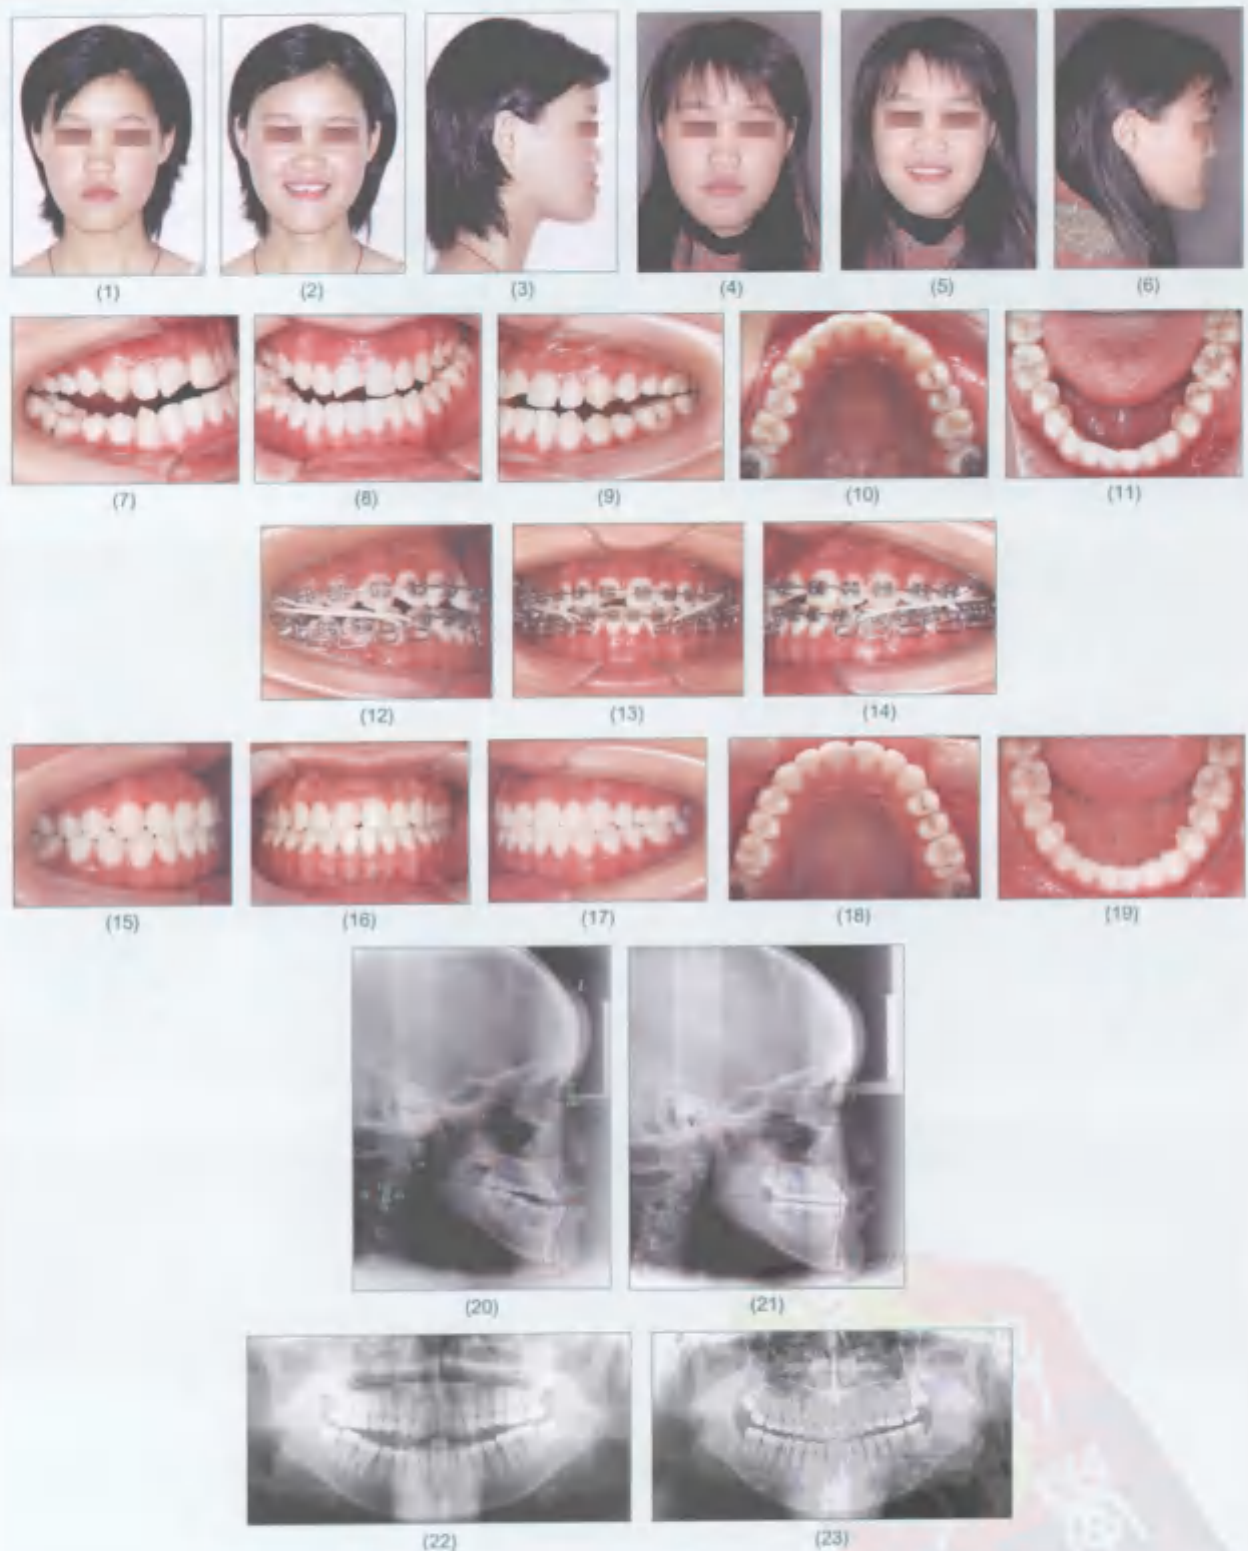 (1) (2) (3) (4) (5) (6)
(7) (8) (9) (10) (11)
(12) (13) (14)
(15) (16) (17) (18) (19)
(20) (21)
(22) (23)